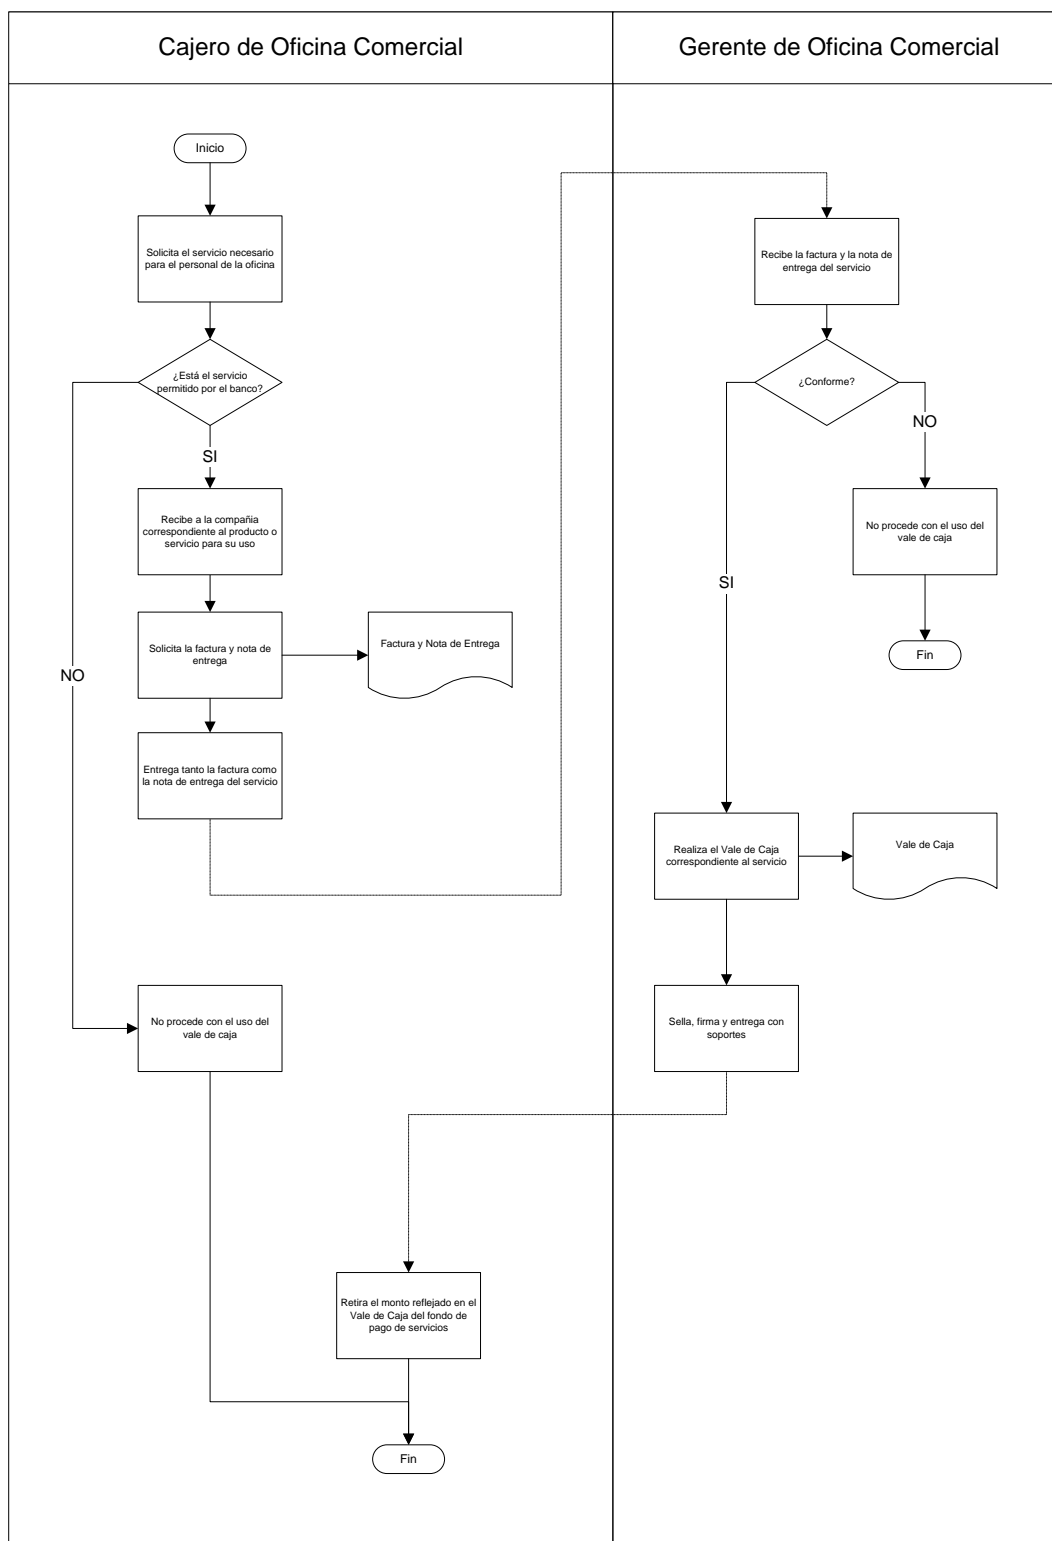 Cajero de Oficina Comercial
Gerente de Oficina Comercial
Inicio
Solicita el servicio necesario
para el personal de la oficina
¿Está el servicio
permitido por el banco?
SI
NO
Recibe a la compañia
correspondiente al producto o
servicio para su uso
Solicita la factura y nota de
entrega
Factura y Nota de Entrega
Entrega tanto la factura como
la nota de entrega del servicio
No procede con el uso del
vale de caja
Recibe la factura y la nota de
entrega del servicio
¿Conforme?
NO
No procede con el uso del
vale de caja
Fin
SI
Realiza el Vale de Caja
correspondiente al servicio
Vale de Caja
Sella, firma y entrega con
soportes
Retira el monto reflejado en el
Vale de Caja del fondo de
pago de servicios
Fin